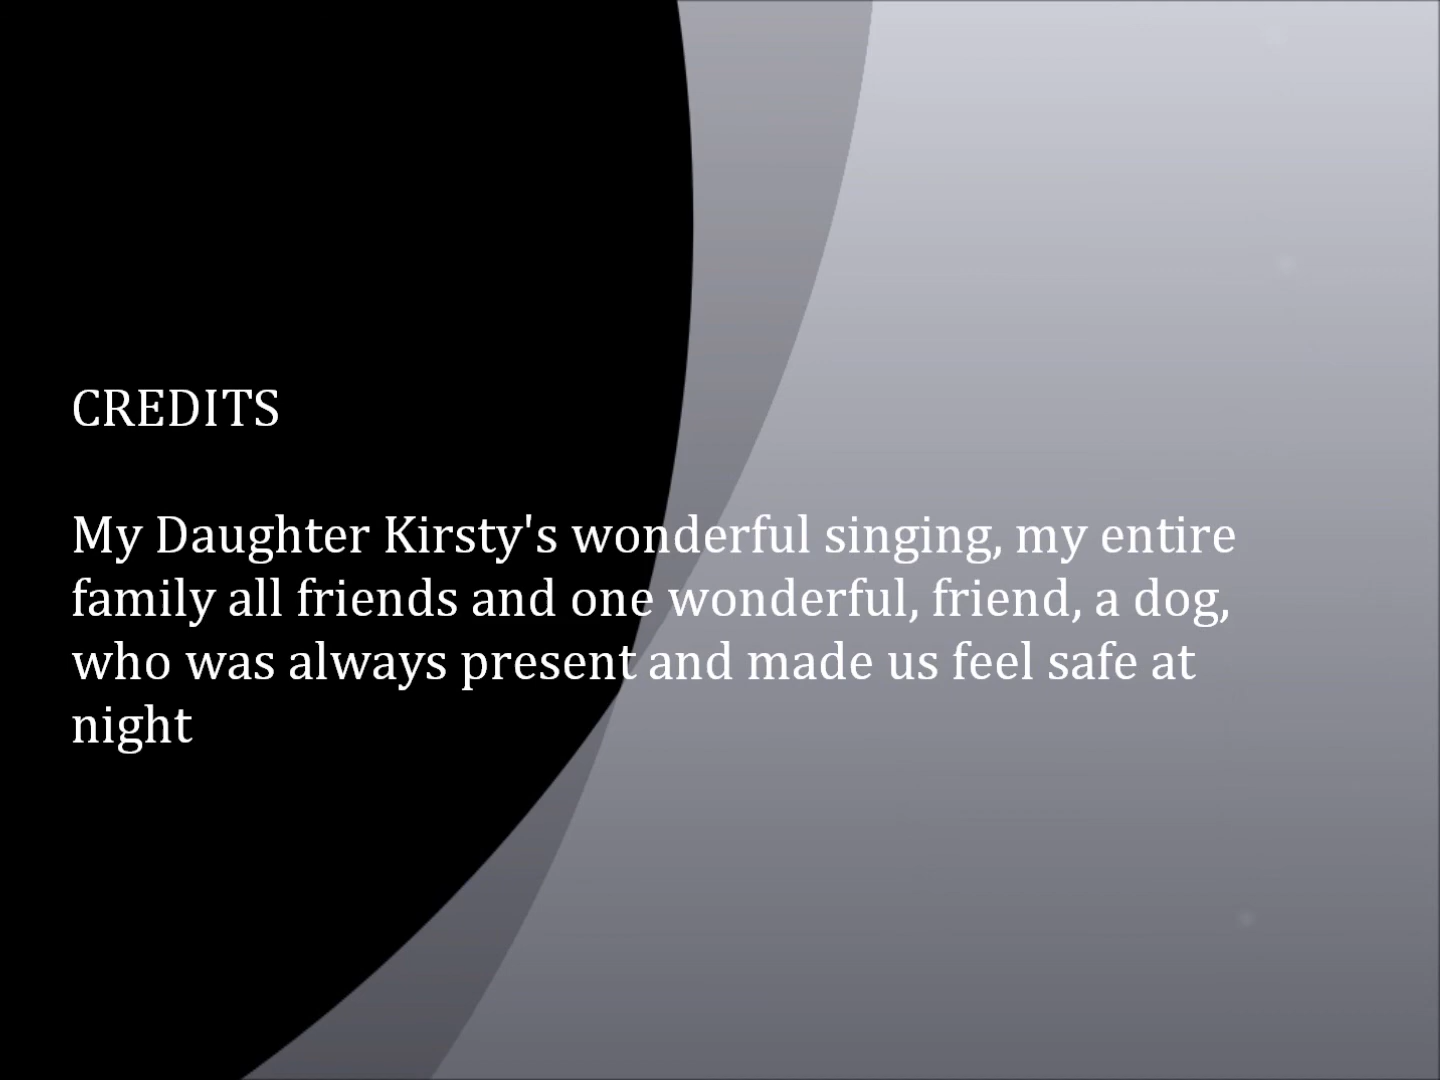 CREDITS
My Daughter Kirsty's wonderful singing, my entire
family all friends and one wonderful, friend, a dog,
who was always present and made us feel safe at
night